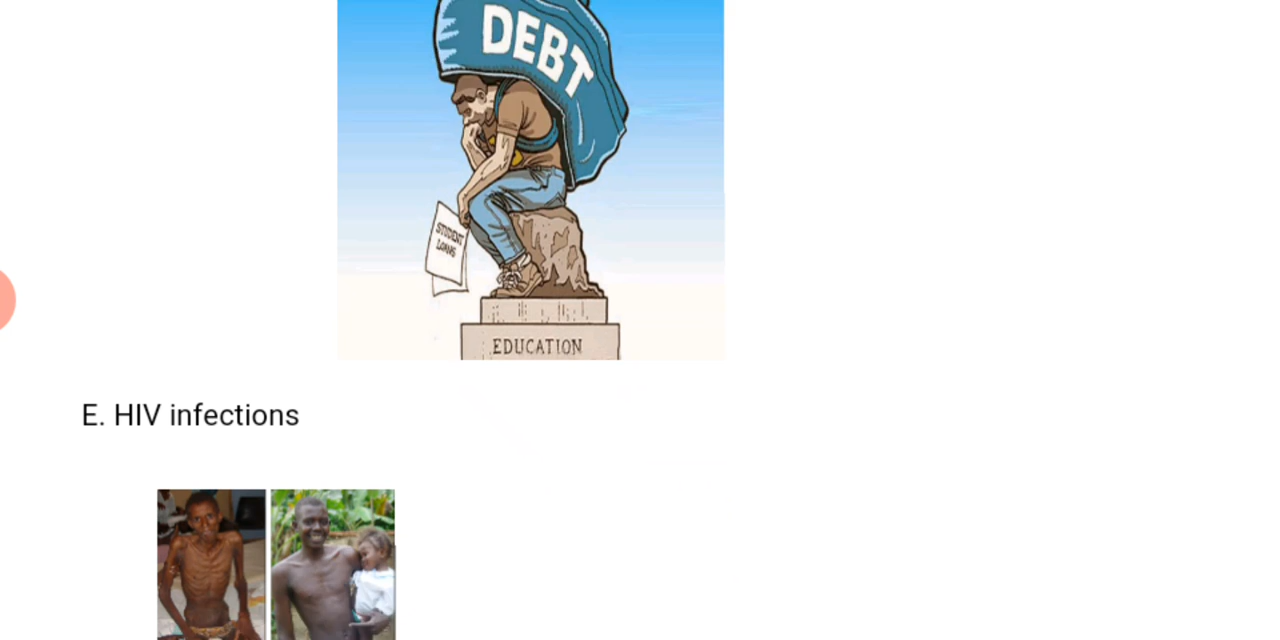 DEBT
STUDENT
LOANS
EDUCATION
E. HIV infections